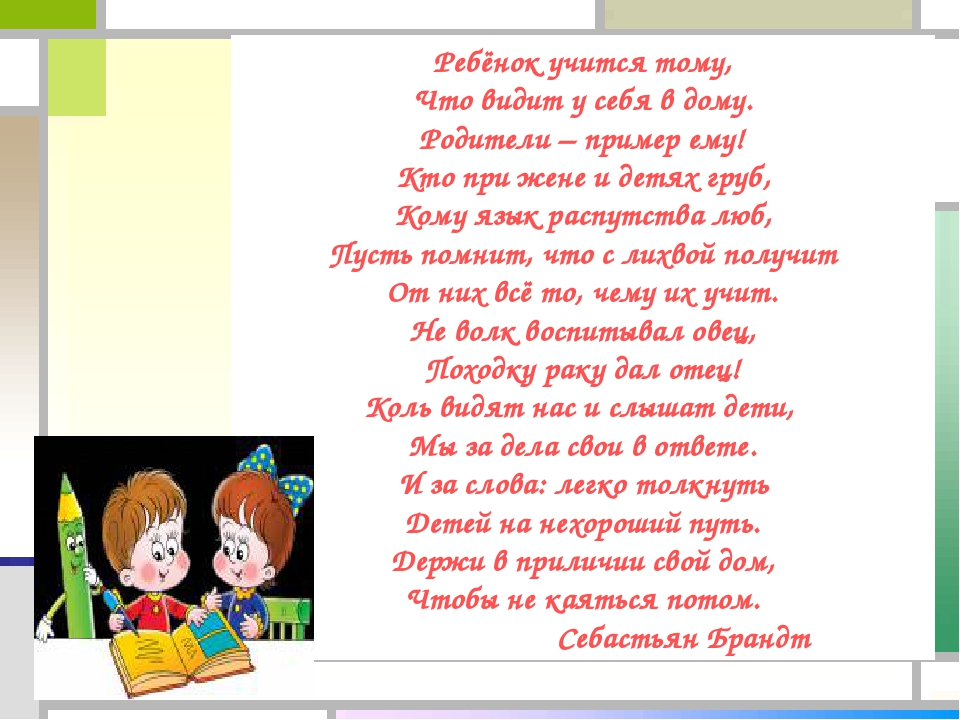 Ребёнок учится тому,
Что видит у себя в дому.
Родители – пример ему!
Кто при жене и детях груб,
Кому язык распутства люб,
Пусть помнит, что с лихвой получит
От них всё то, чему их учит.
Не волк воспитывал овец,
Походку раку дал отец!
Коль видят нас и слышат дети,
Мы за дела свои в ответе.
И за слова: легко толкнуть
Детей на нехороший путь.
Держи в приличии свой дом,
Чтобы не каяться потом.
Себастьян Брандт